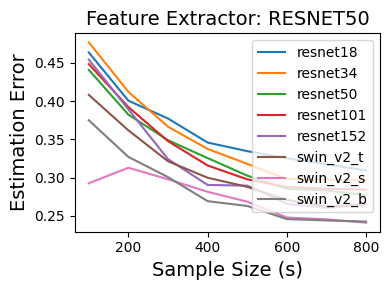 Feature Extractor: RESNET50
Estimation Error
0.45
0.40
0.35
0.30
0.25
resnet18
resnet34
resnet50
resnet101
resnet152
swin_v2_t
swin_v2_s
swin_v2_b
200
400
600
800
Sample Size (s)